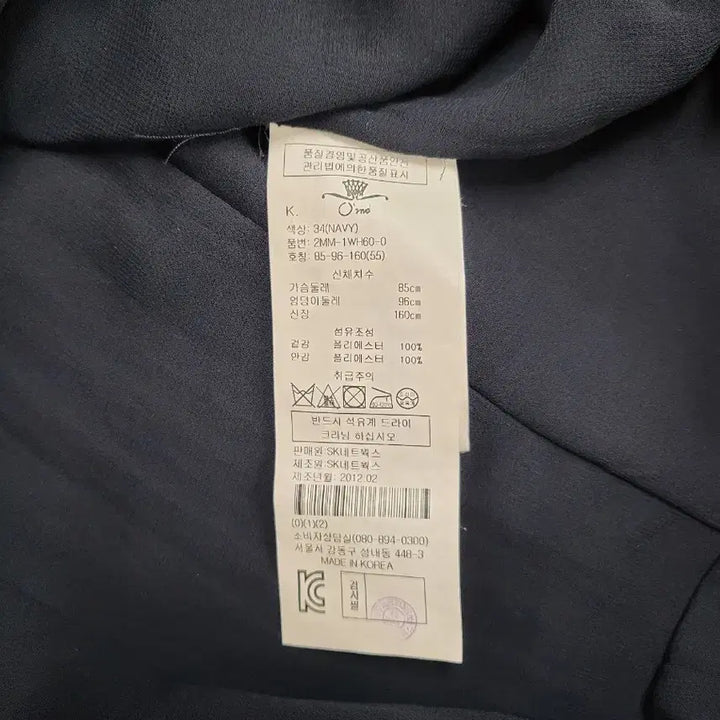 품질경영및공산품안전
관리법에의한품질표시
K.
O'2nd
색상: 34(NAVY)
품번: 2MM-1WH60-0
호칭: 85-96-160(55)
신체치수
가슴둘레 85cm
엉덩이둘레 96cm
신장 160cm
섬유조성
겉감 폴리에스터 100%
안감 폴리에스터 100%
취급주의
반드시 석유계 드라이
크리닝 하십시오
판매원:SK네트웍스
제조원:SK네트웍스
제조년월:2012.02
(0)(1)(2)
소비자상담실(080-894-0300)
서울시 강동구 성내동 448-3
MADE IN KOREA
검사필